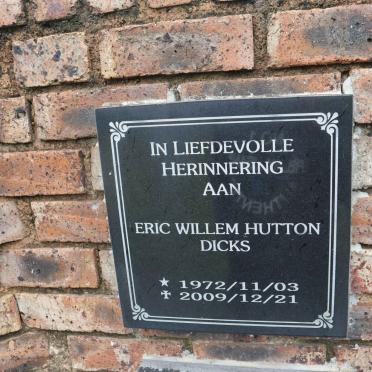 IN LIEFDEVOLLE
HERINNERING
AAN
ERIC WILLEM HUTTON
DICKS
★ 1972/11/03
✝ 2009/12/21